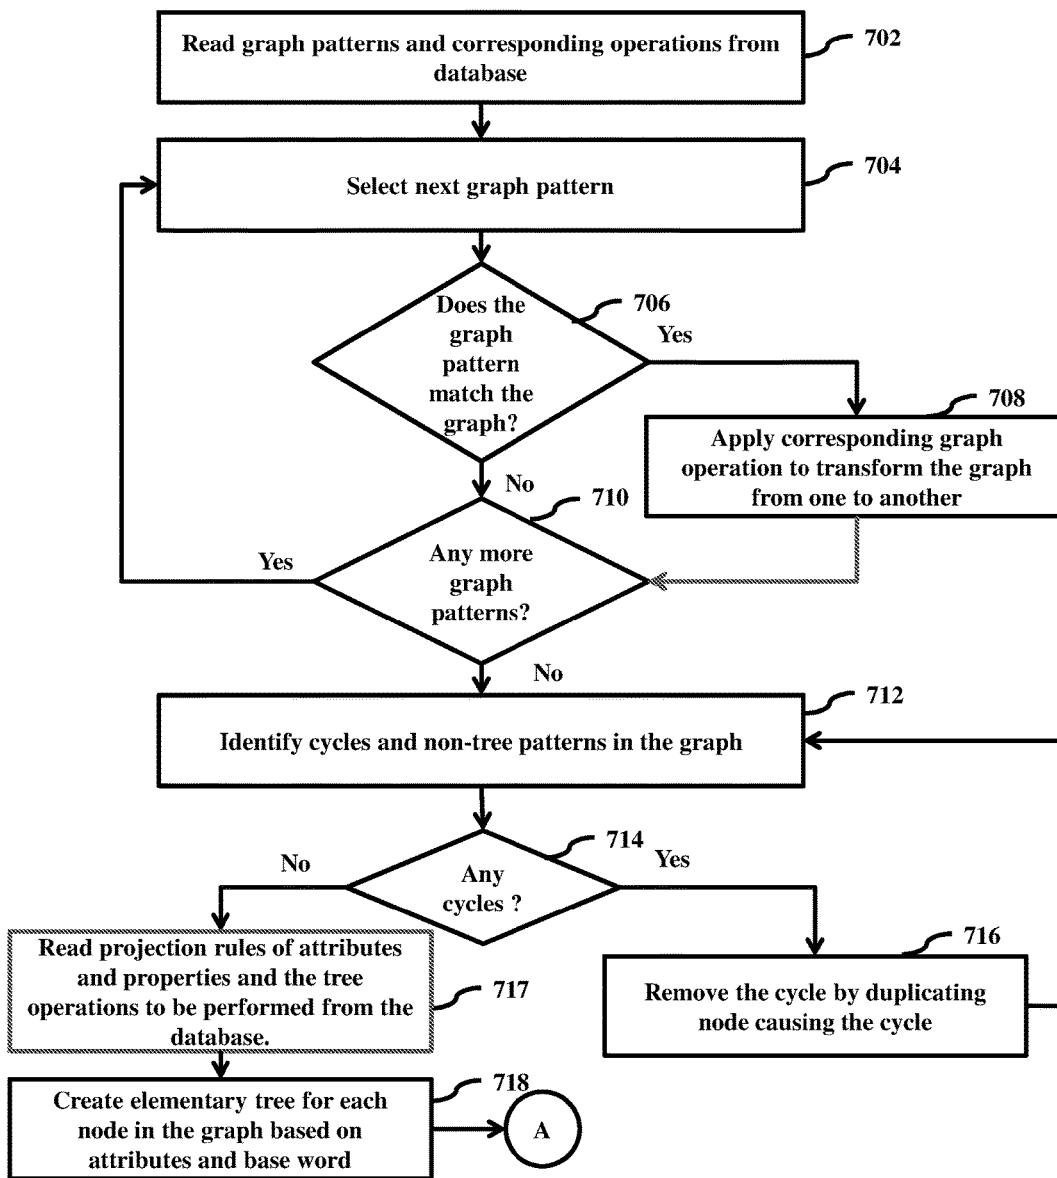 Read graph patterns and corresponding operations from
database
702
Select next graph pattern
704
Does the
graph
pattern
match the
graph?
706
Yes
708
Apply corresponding graph
operation to transform the graph
from one to another
No
710
Any more
graph
patterns?
Yes
No
712
Identify cycles and non-tree patterns in the graph
714
No
Any
cycles ?
Yes
Read projection rules of attributes
and properties and the tree
operations to be performed from the
database.
717
716
Remove the cycle by duplicating
node causing the cycle
718
Create elementary tree for each
node in the graph based on
attributes and base word
A